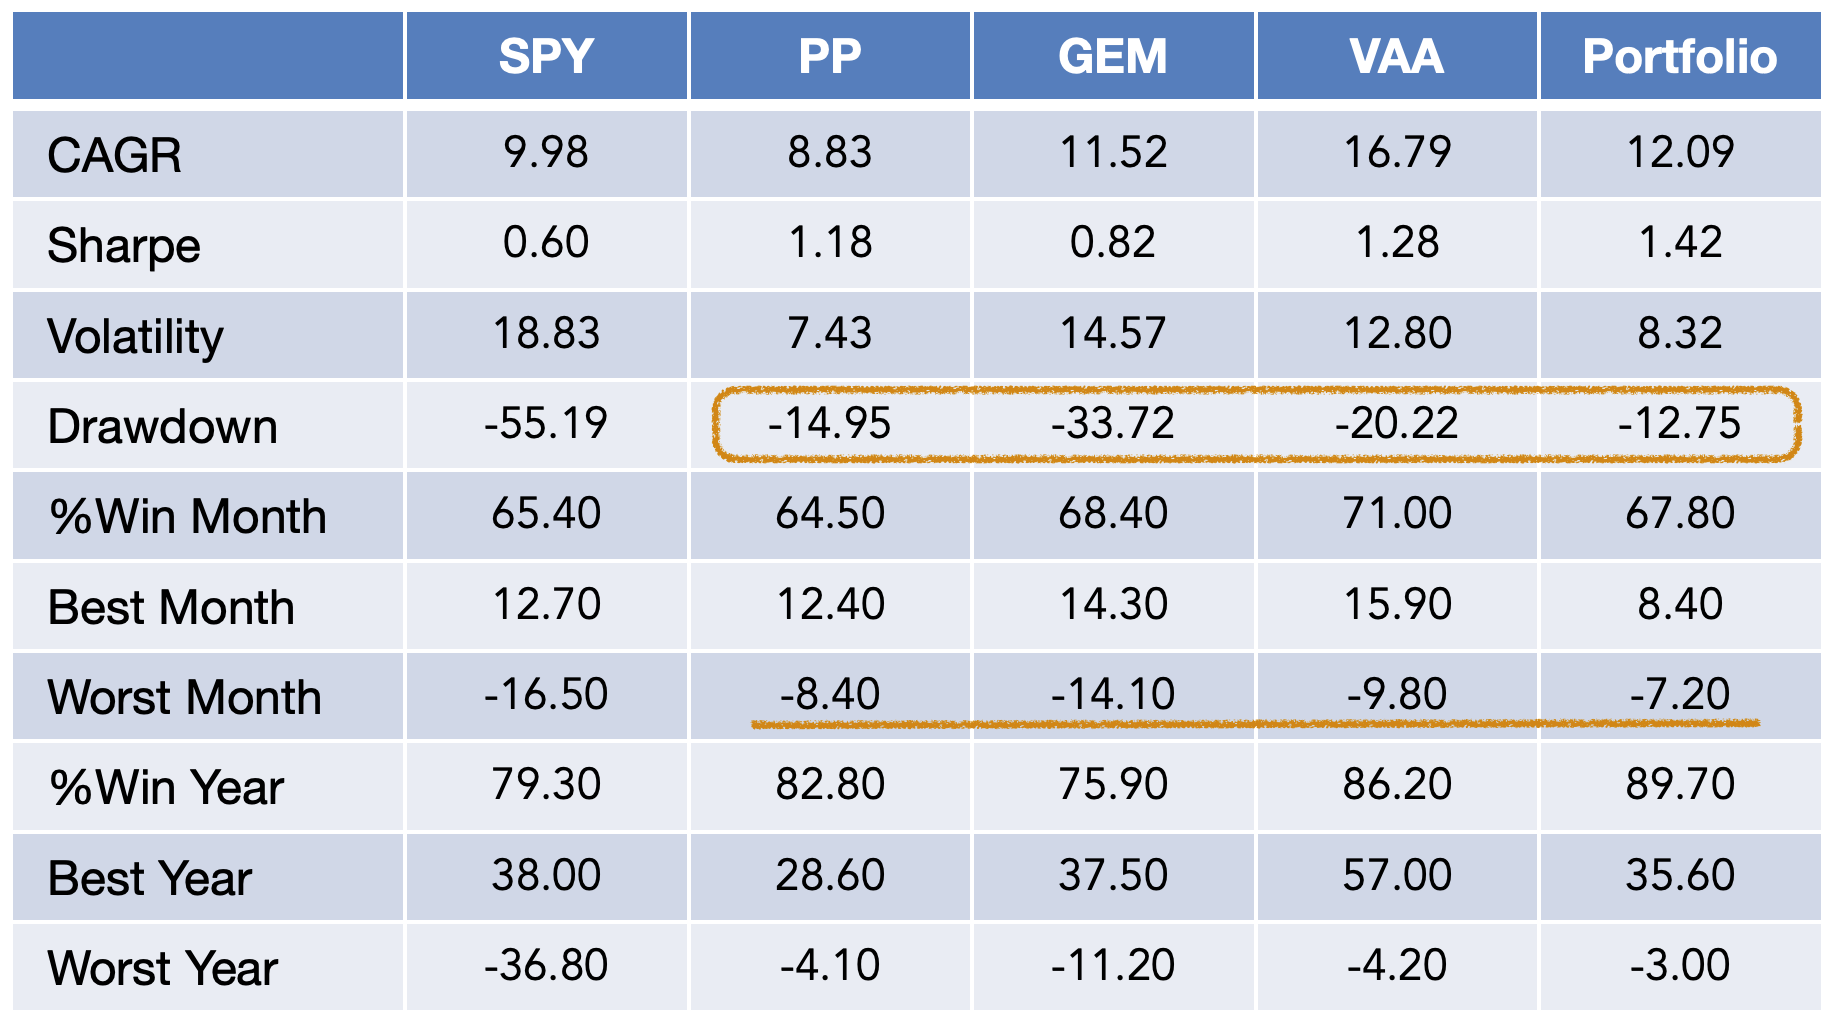 SPY PP GEM VAA Portfolio
CAGR 9.98 8.83 11.52 16.79 12.09
Sharpe 0.60 1.18 0.82 1.28 1.42
Volatility 18.83 7.43 14.57 12.80 8.32
Drawdown -55.19 -14.95 -33.72 -20.22 -12.75
%Win Month 65.40 64.50 68.40 71.00 67.80
Best Month 12.70 12.40 14.30 15.90 8.40
Worst Month -16.50 -8.40 -14.10 -9.80 -7.20
%Win Year 79.30 82.80 75.90 86.20 89.70
Best Year 38.00 28.60 37.50 57.00 35.60
Worst Year -36.80 -4.10 -11.20 -4.20 -3.00